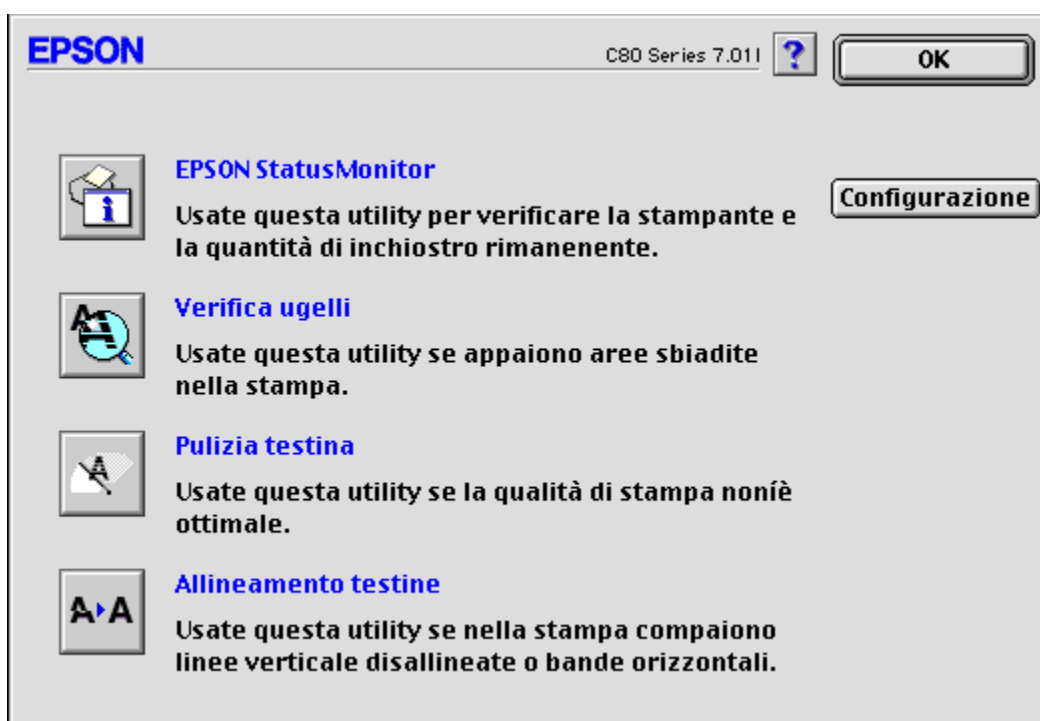 EPSON
C80 Series 7.01I
?
OK
EPSON StatusMonitor
Usate questa utility per verificare la stampante e
la quantità di inchiostro rimanenente.
Configurazione
Verifica ugelli
Usate questa utility se appaiono aree sbiadite
nella stampa.
Pulizia testina
Usate questa utility se la qualità di stampa noníè
ottimale.
Allineamento testine
Usate questa utility se nella stampa compaiono
linee verticale disallineate o bande orizzontali.